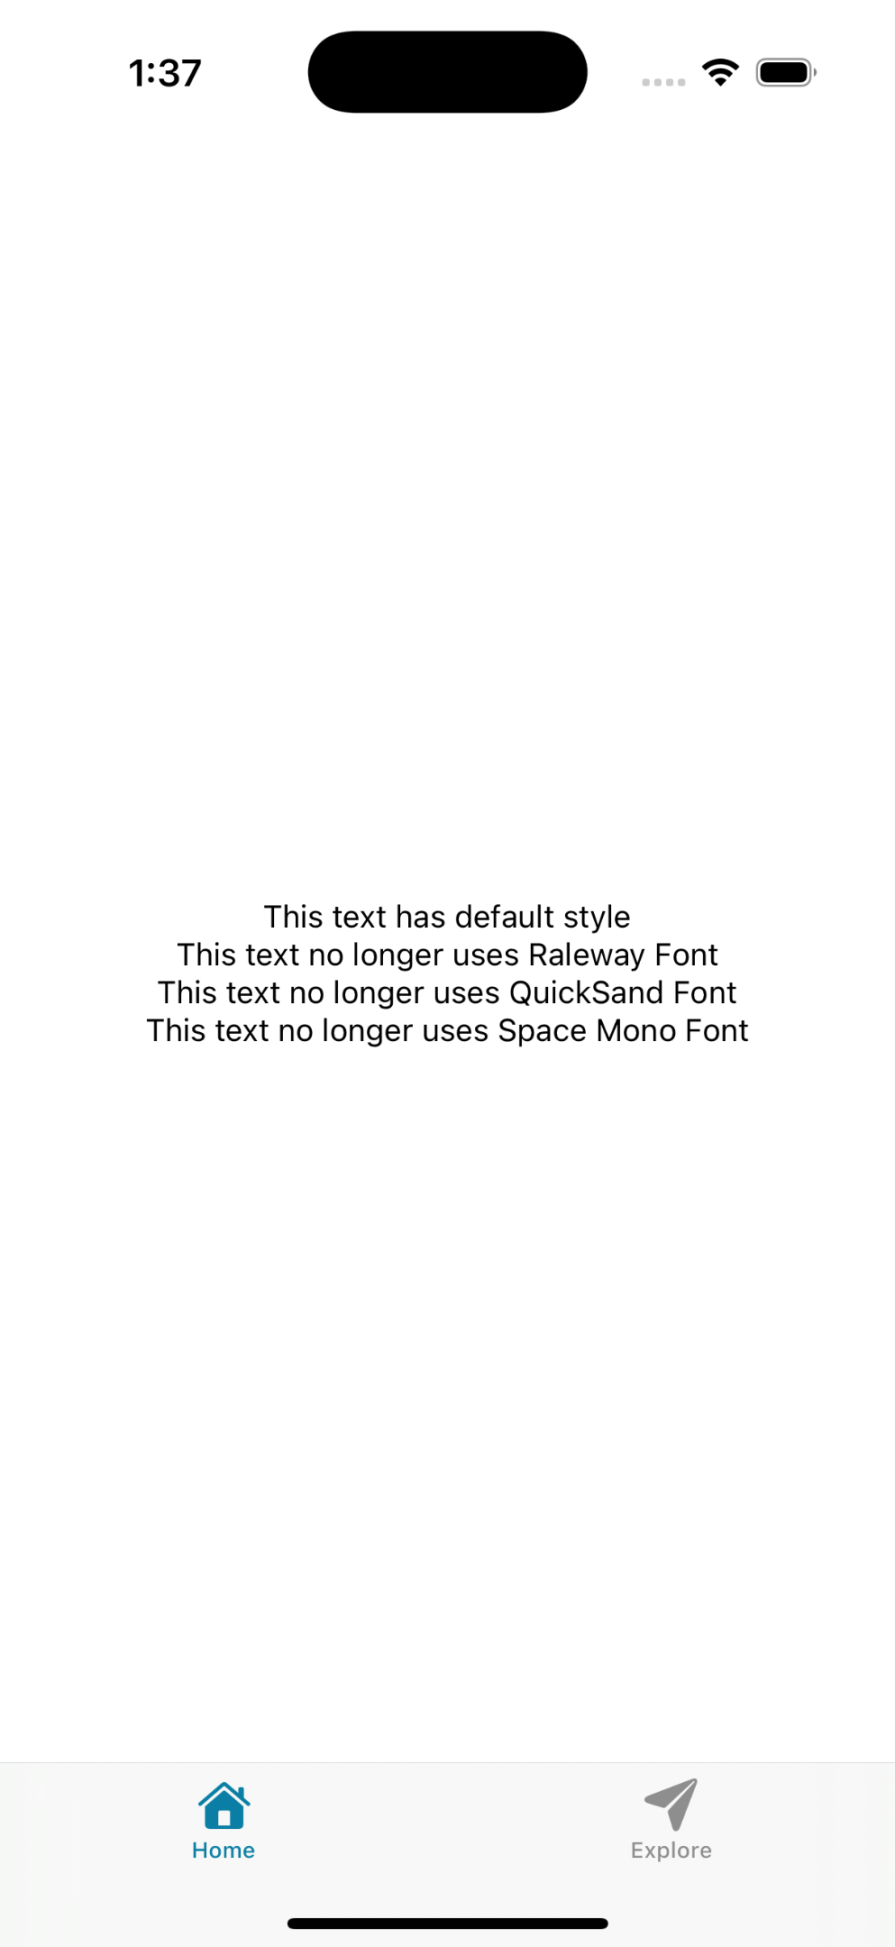 1:37
This text has default style
This text no longer uses Raleway Font
This text no longer uses QuickSand Font
This text no longer uses Space Mono Font
Home
Explore